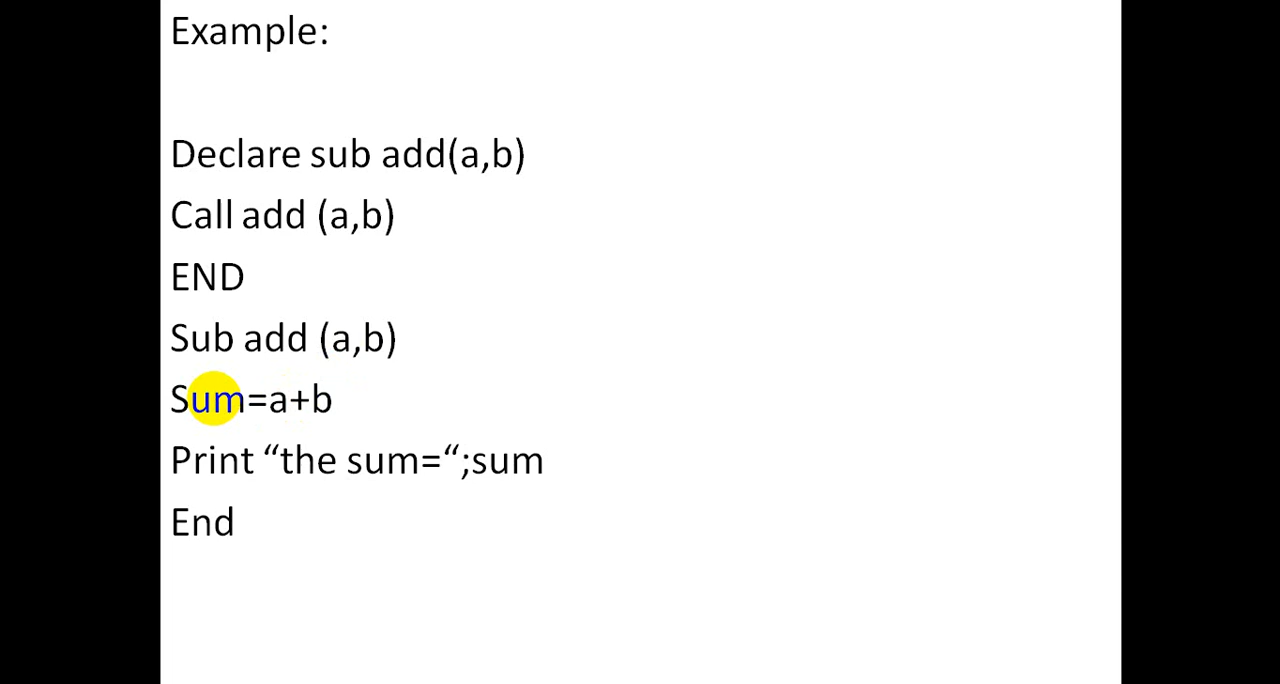 Example:
Declare sub add(a,b)
Call add (a,b)
END
Sub add (a,b)
Sum=a+b
Print “the sum=“;sum
End